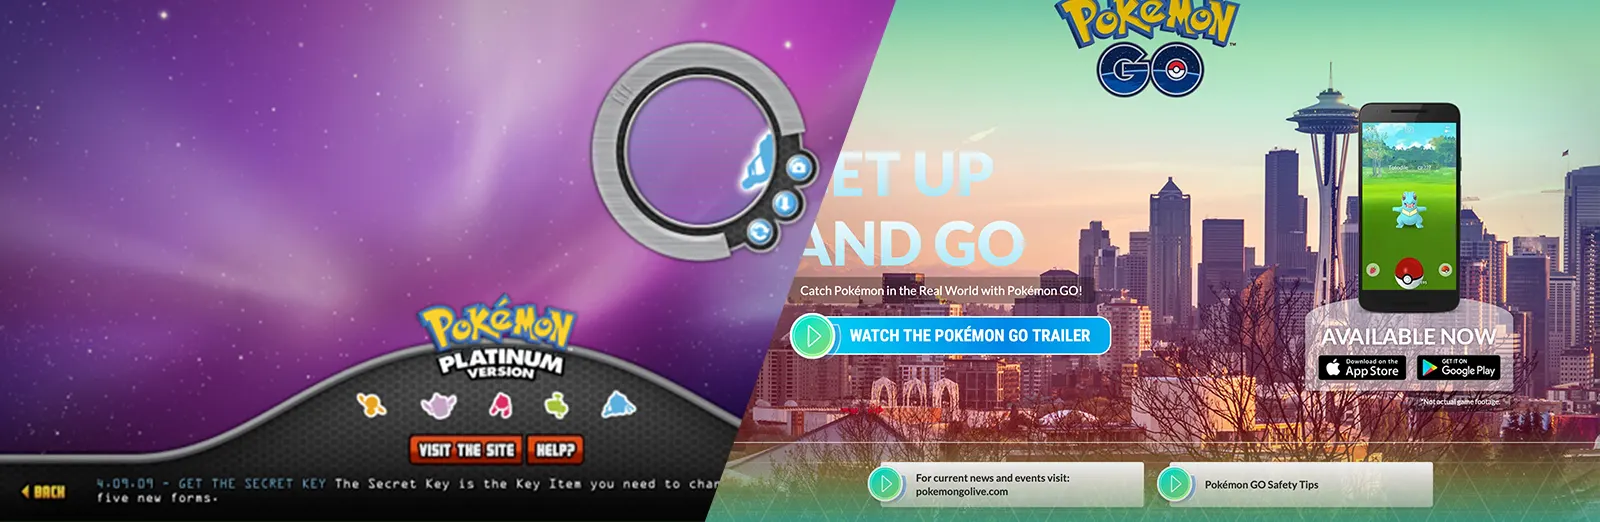 POKÉMON
PLATINUM
VERSION
VISIT THE SITE
HELP?
BACK
4.09.09 - GET THE SECRET KEY The Secret Key is the Key Item you need to
five new forms.
POKÉMON
GO
ET UP
AND GO
Catch Pokémon in the Real World with Pokémon GO!
WATCH THE POKÉMON GO TRAILER
AVAILABLE NOW
Download on the
App Store
GET IT ON
Google Play
*Not actual game footage.
For current news and events visit:
pokemongolive.com
Pokémon GO Safety Tips